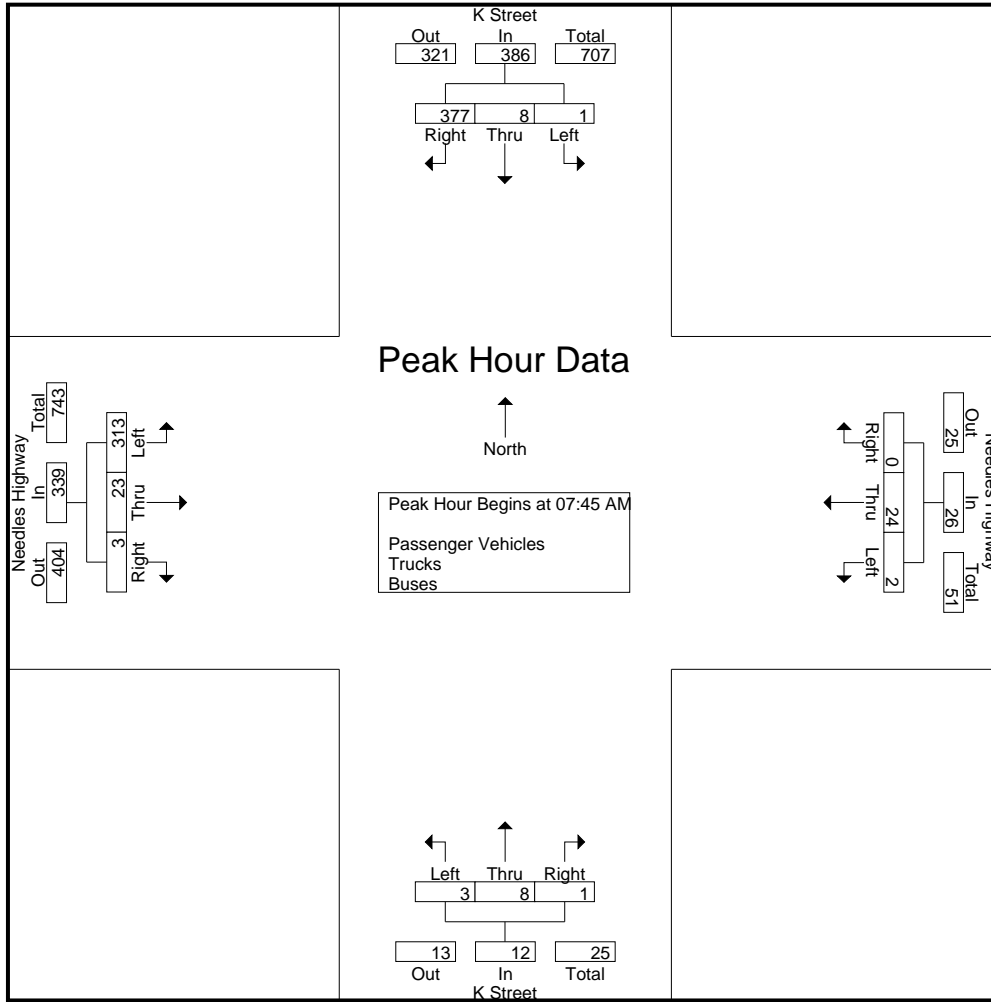 K Street
Out In Total
321 386 707
377 8 1
Right Thru Left
Peak Hour Data
North
Peak Hour Begins at 07:45 AM
Passenger Vehicles
Trucks
Buses
Needles Highway
Out In Total
404 339 743
313 23 3
Left Thru Right
Needles Highway
Out In Total
25 26 51
0 24 2
Right Thru Left
Left Thru Right
3 8 1
13 12 25
Out In Total
K Street